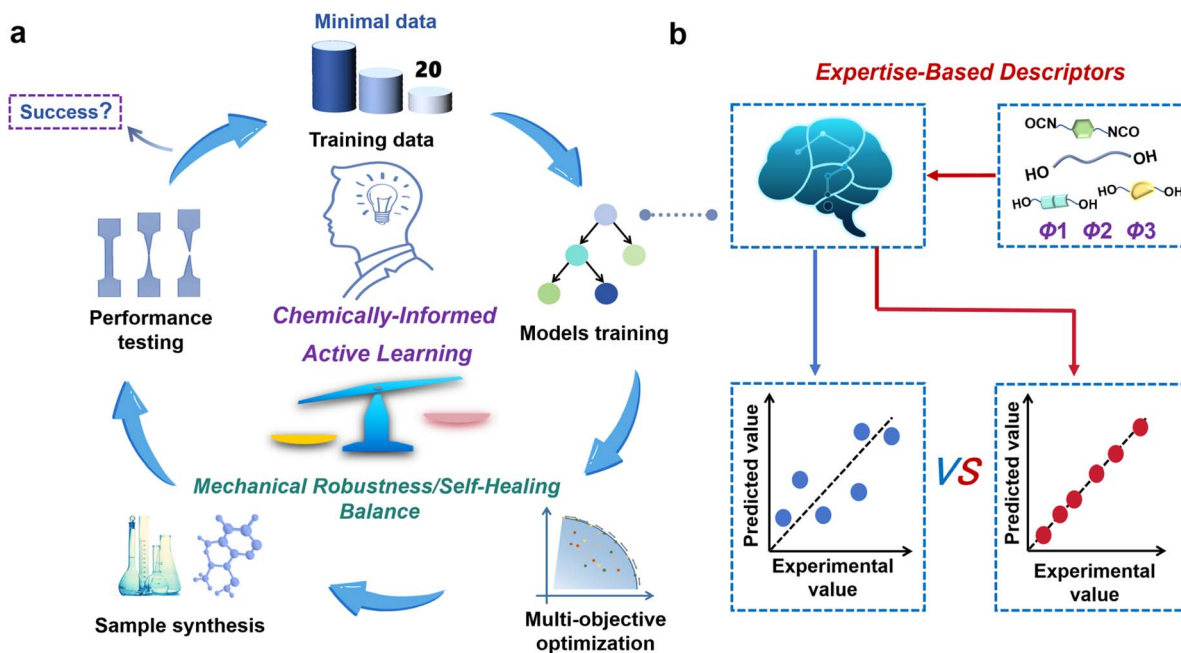 a
Minimal data
20
Training data
Success?
Performance
testing
Chemically-Informed
Active Learning
Models training
Mechanical Robustness/Self-Healing
Balance
Sample synthesis
Multi-objective
optimization
b
Expertise-Based Descriptors
OCN
NCO
HO
OH
HO
OH
HO
OH
Φ1 Φ2 Φ3
Predicted value
Experimental
value
VS
Predicted value
Experimental
value